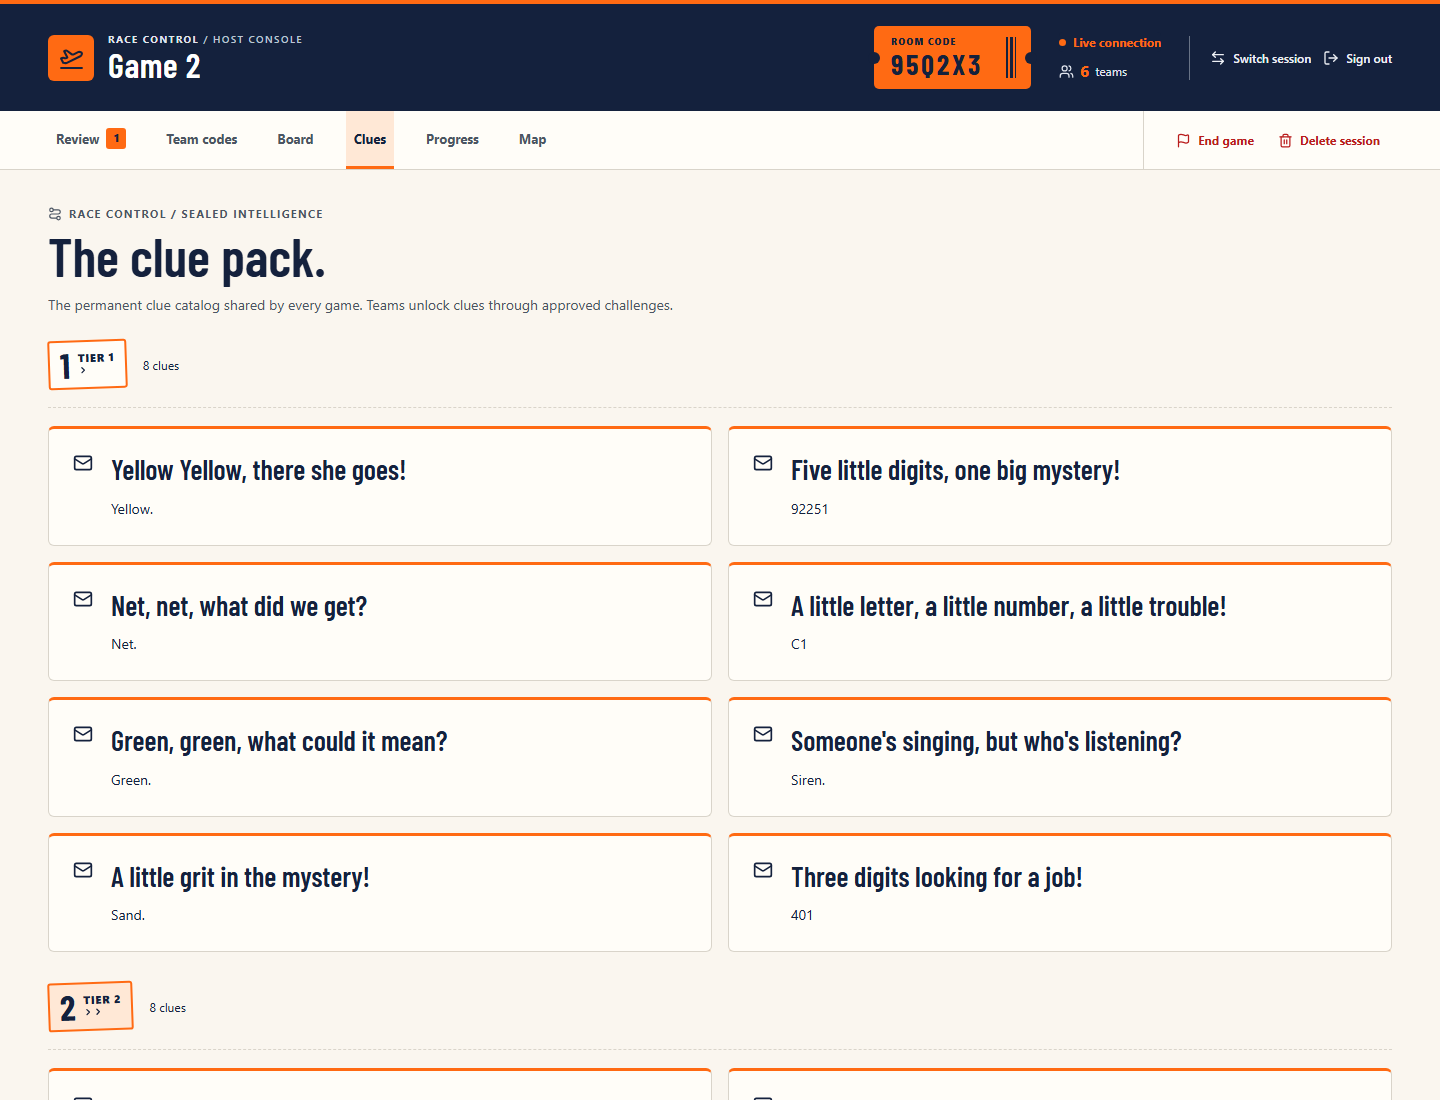 RACE CONTROL / HOST CONSOLE
Game 2
ROOM CODE
95Q2X3
Live connection
6 teams
Switch session
Sign out
Review 1
Team codes
Board
Clues
Progress
Map
End game
Delete session
RACE CONTROL / SEALED INTELLIGENCE
The clue pack.
The permanent clue catalog shared by every game. Teams unlock clues through approved challenges.
1 TIER 1
8 clues
Yellow Yellow, there she goes!
Yellow.
Five little digits, one big mystery!
92251
Net, net, what did we get?
Net.
A little letter, a little number, a little trouble!
C1
Green, green, what could it mean?
Green.
Someone's singing, but who's listening?
Siren.
A little grit in the mystery!
Sand.
Three digits looking for a job!
401
2 TIER 2
8 clues